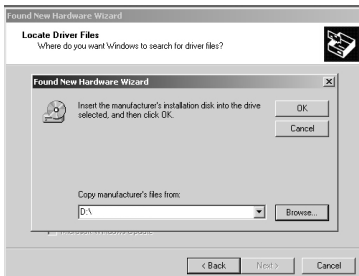 Found New Hardware Wizard
Locate Driver Files
Where do you want Windows to search for driver files?
Found New Hardware Wizard
Insert the manufacturer's installation disk into the drive
selected, and then click OK.
OK
Cancel
Copy manufacturer's files from:
D:\
Browse...
< Back
Next >
Cancel